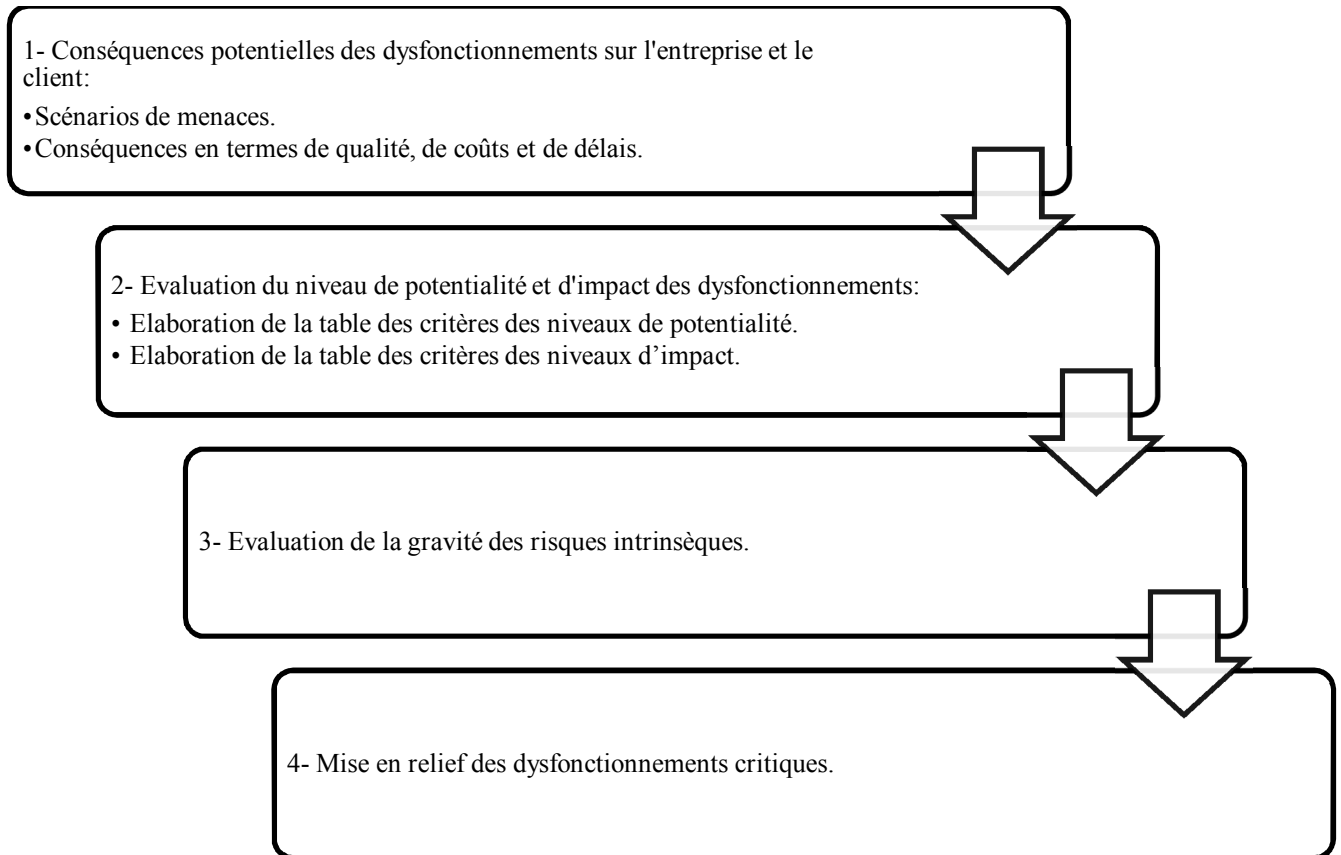 1- Conséquences potentielles des dysfonctionnements sur l'entreprise et le
client:
•Scénarios de menaces.
•Conséquences en termes de qualité, de coûts et de délais.
2- Evaluation du niveau de potentialité et d'impact des dysfonctionnements:
• Elaboration de la table des critères des niveaux de potentialité.
• Elaboration de la table des critères des niveaux d’impact.
3- Evaluation de la gravité des risques intrinsèques.
4- Mise en relief des dysfonctionnements critiques.